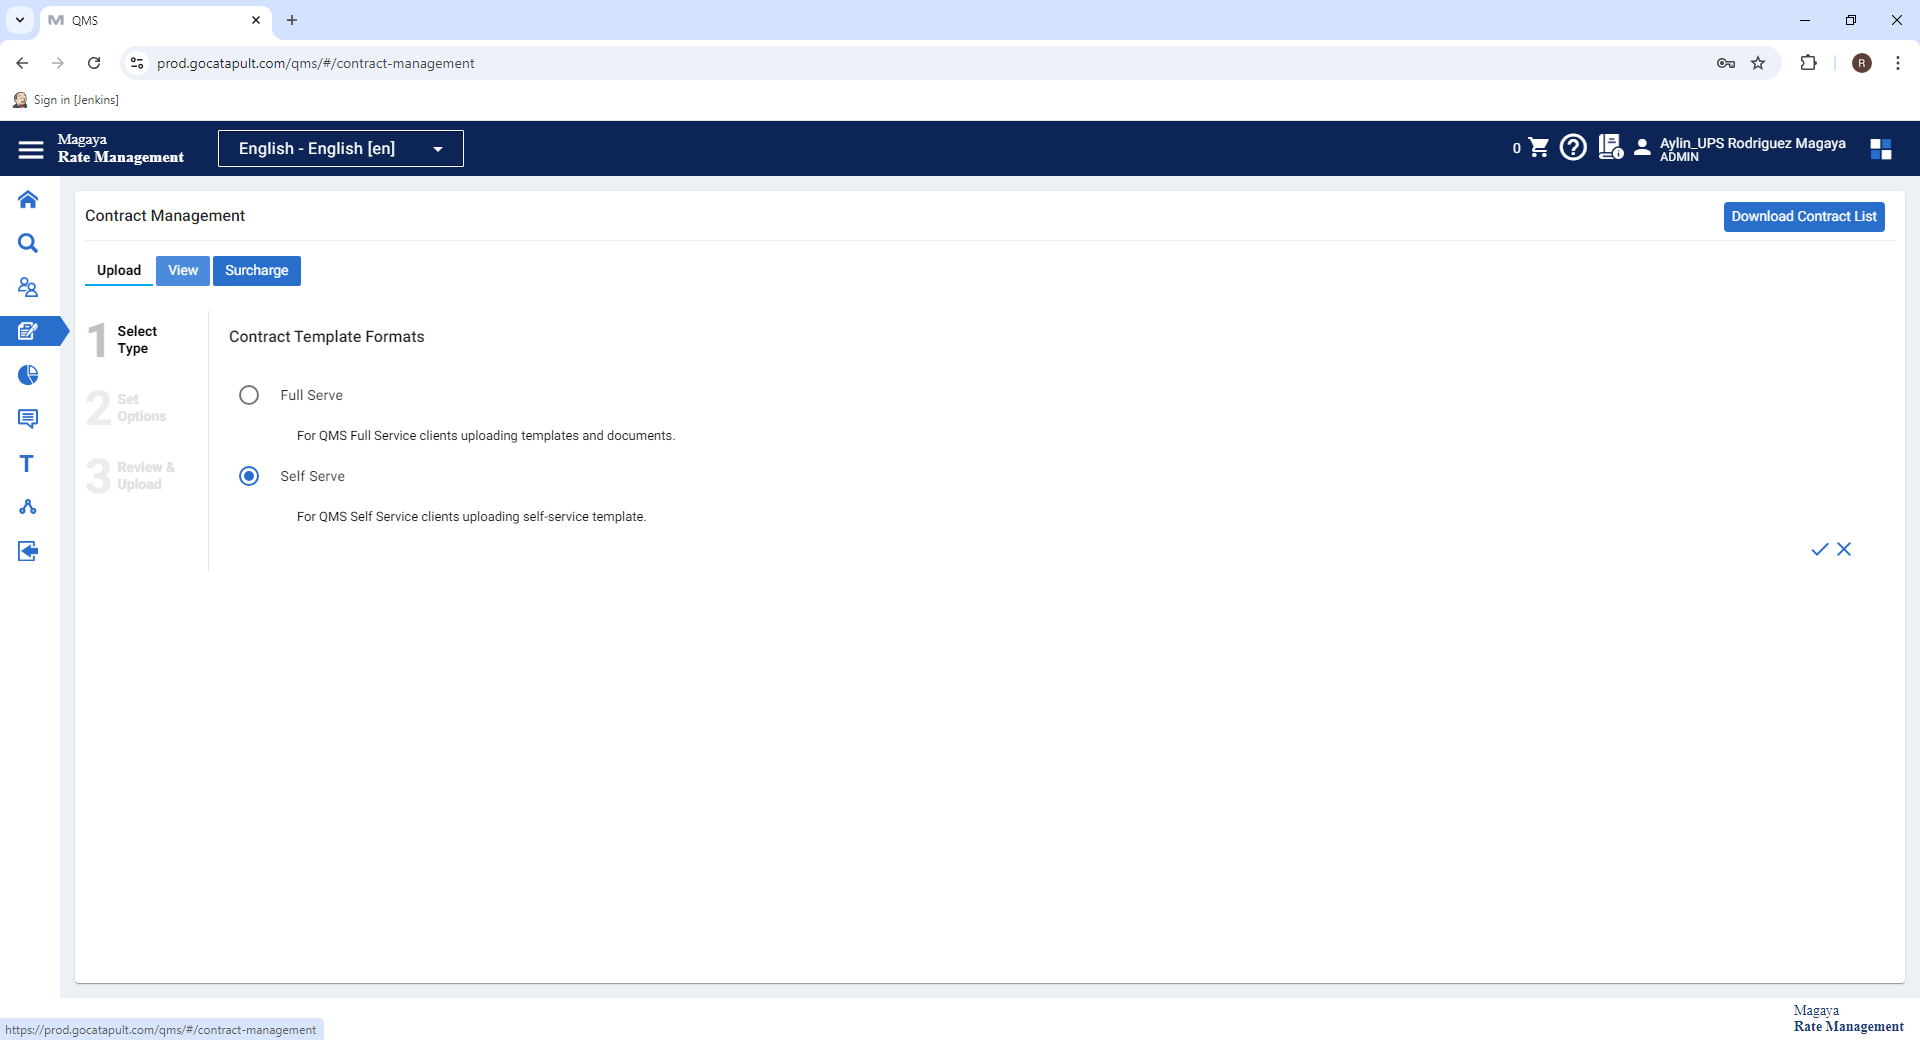 QMS
prod.gocatapult.com/qms/#/contract-management
R
Sign in [Jenkins]
Magaya
Rate Management
English - English [en]
0
Aylin_UPS Rodriguez Magaya
ADMIN
Contract Management
Download Contract List
Upload
View
Surcharge
1
Select
Type
Contract Template Formats
Full Serve
2
Set
Options
For QMS Full Service clients uploading templates and documents.
3
Review &
Upload
Self Serve
For QMS Self Service clients uploading self-service template.
Magaya
Rate Management
https://prod.gocatapult.com/qms/#/contract-management